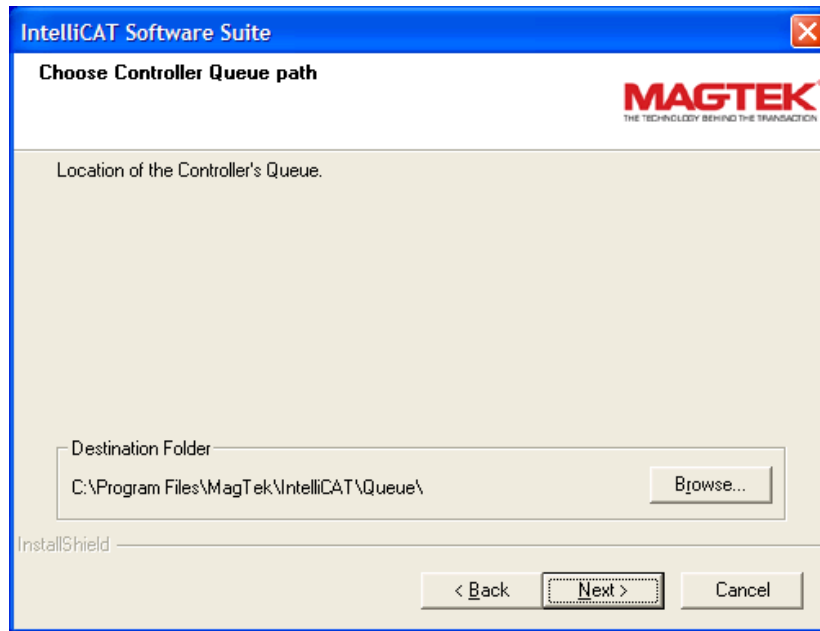 IntelliCAT Software Suite
Choose Controller Queue path
MAGTEK
THE TECHNOLOGY BEHIND THE TRANSACTION
Location of the Controller's Queue.
Destination Folder
C:\Program Files\MagTek\IntelliCAT\Queue\
Browse...
InstallShield
< Back
Next >
Cancel